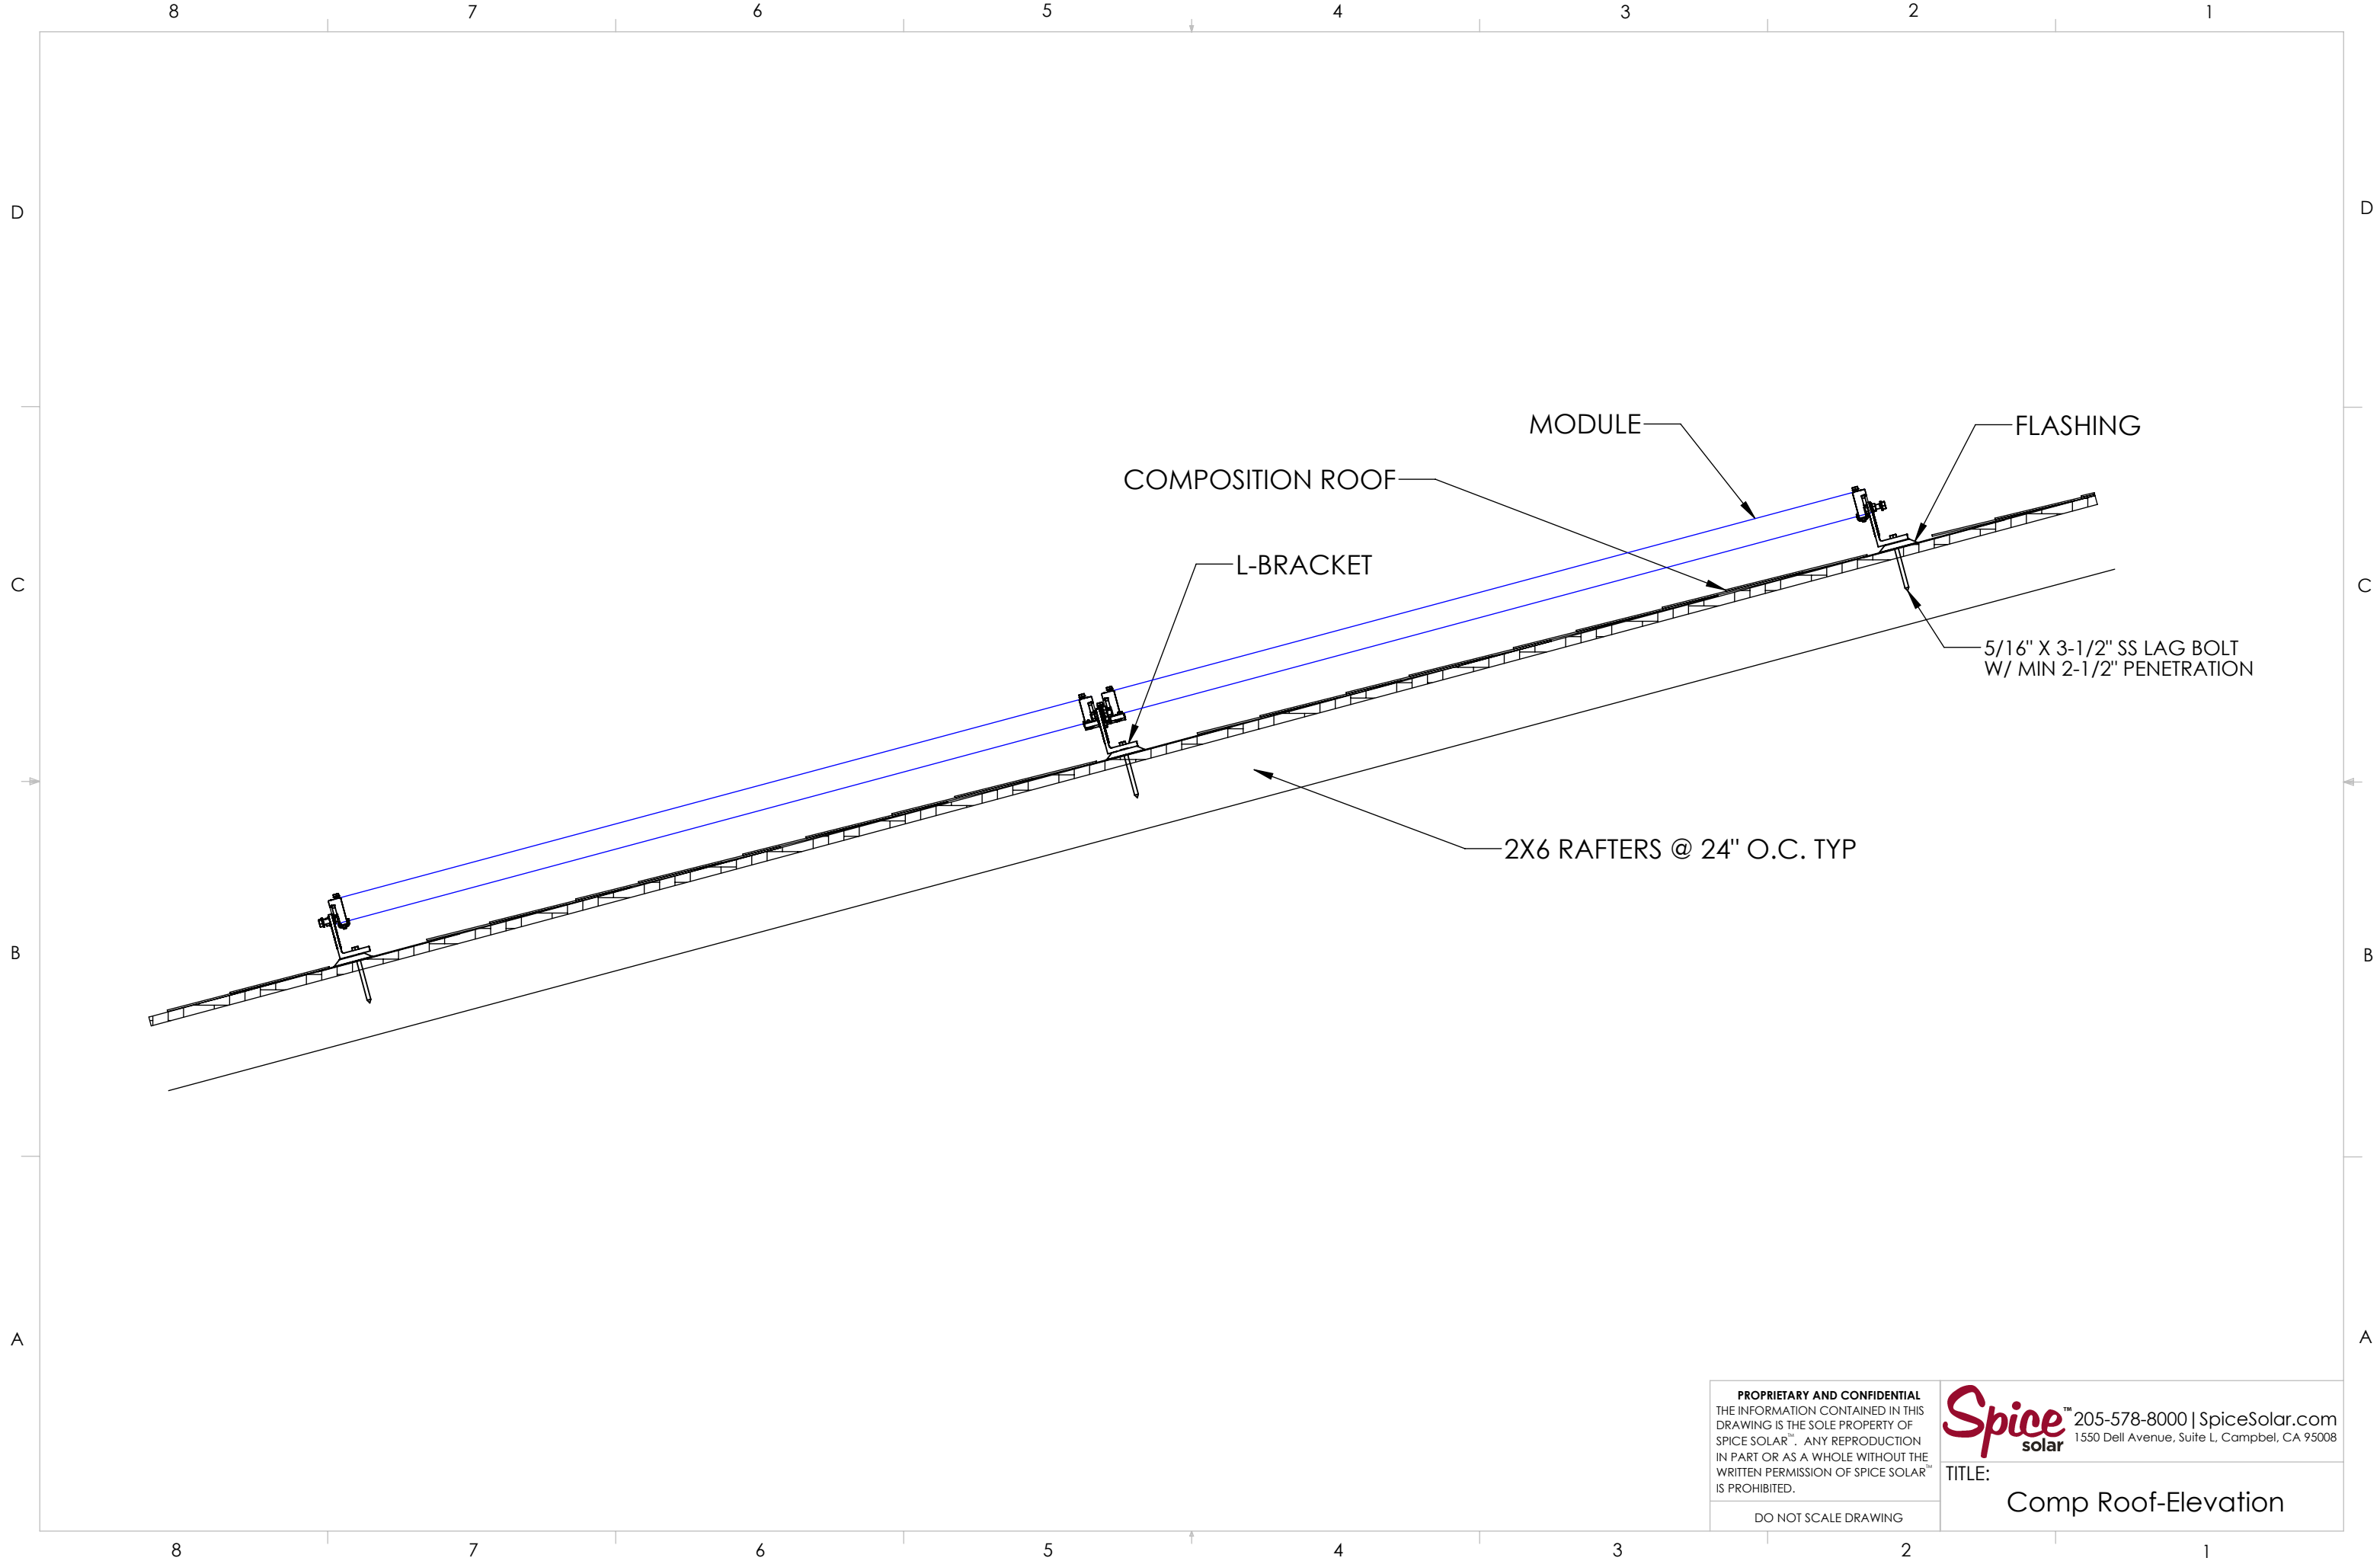 8 7 6 5 4 3 2 1
D D
MODULE
FLASHING
COMPOSITION ROOF
L-BRACKET
C C
5/16" X 3-1/2" SS LAG BOLT
W/ MIN 2-1/2" PENETRATION
2X6 RAFTERS @ 24" O.C. TYP
B B
A A
PROPRIETARY AND CONFIDENTIAL
THE INFORMATION CONTAINED IN THIS
DRAWING IS THE SOLE PROPERTY OF
SPICE SOLAR™. ANY REPRODUCTION
IN PART OR AS A WHOLE WITHOUT THE
WRITTEN PERMISSION OF SPICE SOLAR™
IS PROHIBITED.
DO NOT SCALE DRAWING
Spice™
solar
205-578-8000|SpiceSolar.com
1550 Dell Avenue, Suite L, Campbel, CA 95008
TITLE:
Comp Roof-Elevation
8 7 6 5 4 3 2 1